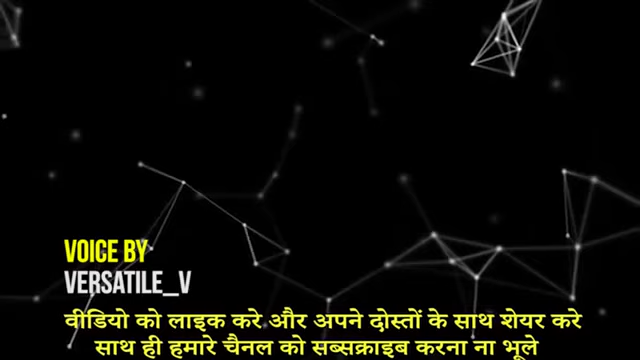 VOICE BY
VERSATILE_V
वीडियो को लाइक करे और अपने दोस्तों के साथ शेयर करे
साथ ही हमारे चैनल को सब्सक्राइब करना ना भूले